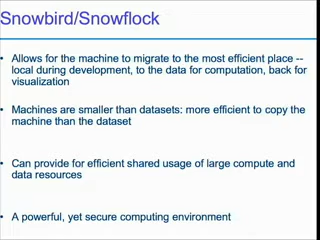 Snowbird/Snowflock
• Allows for the machine to migrate to the most efficient place --
local during development, to the data for computation, back for
visualization
• Machines are smaller than datasets: more efficient to copy the
machine than the dataset
• Can provide for efficient shared usage of large compute and
data resources
• A powerful, yet secure computing environment